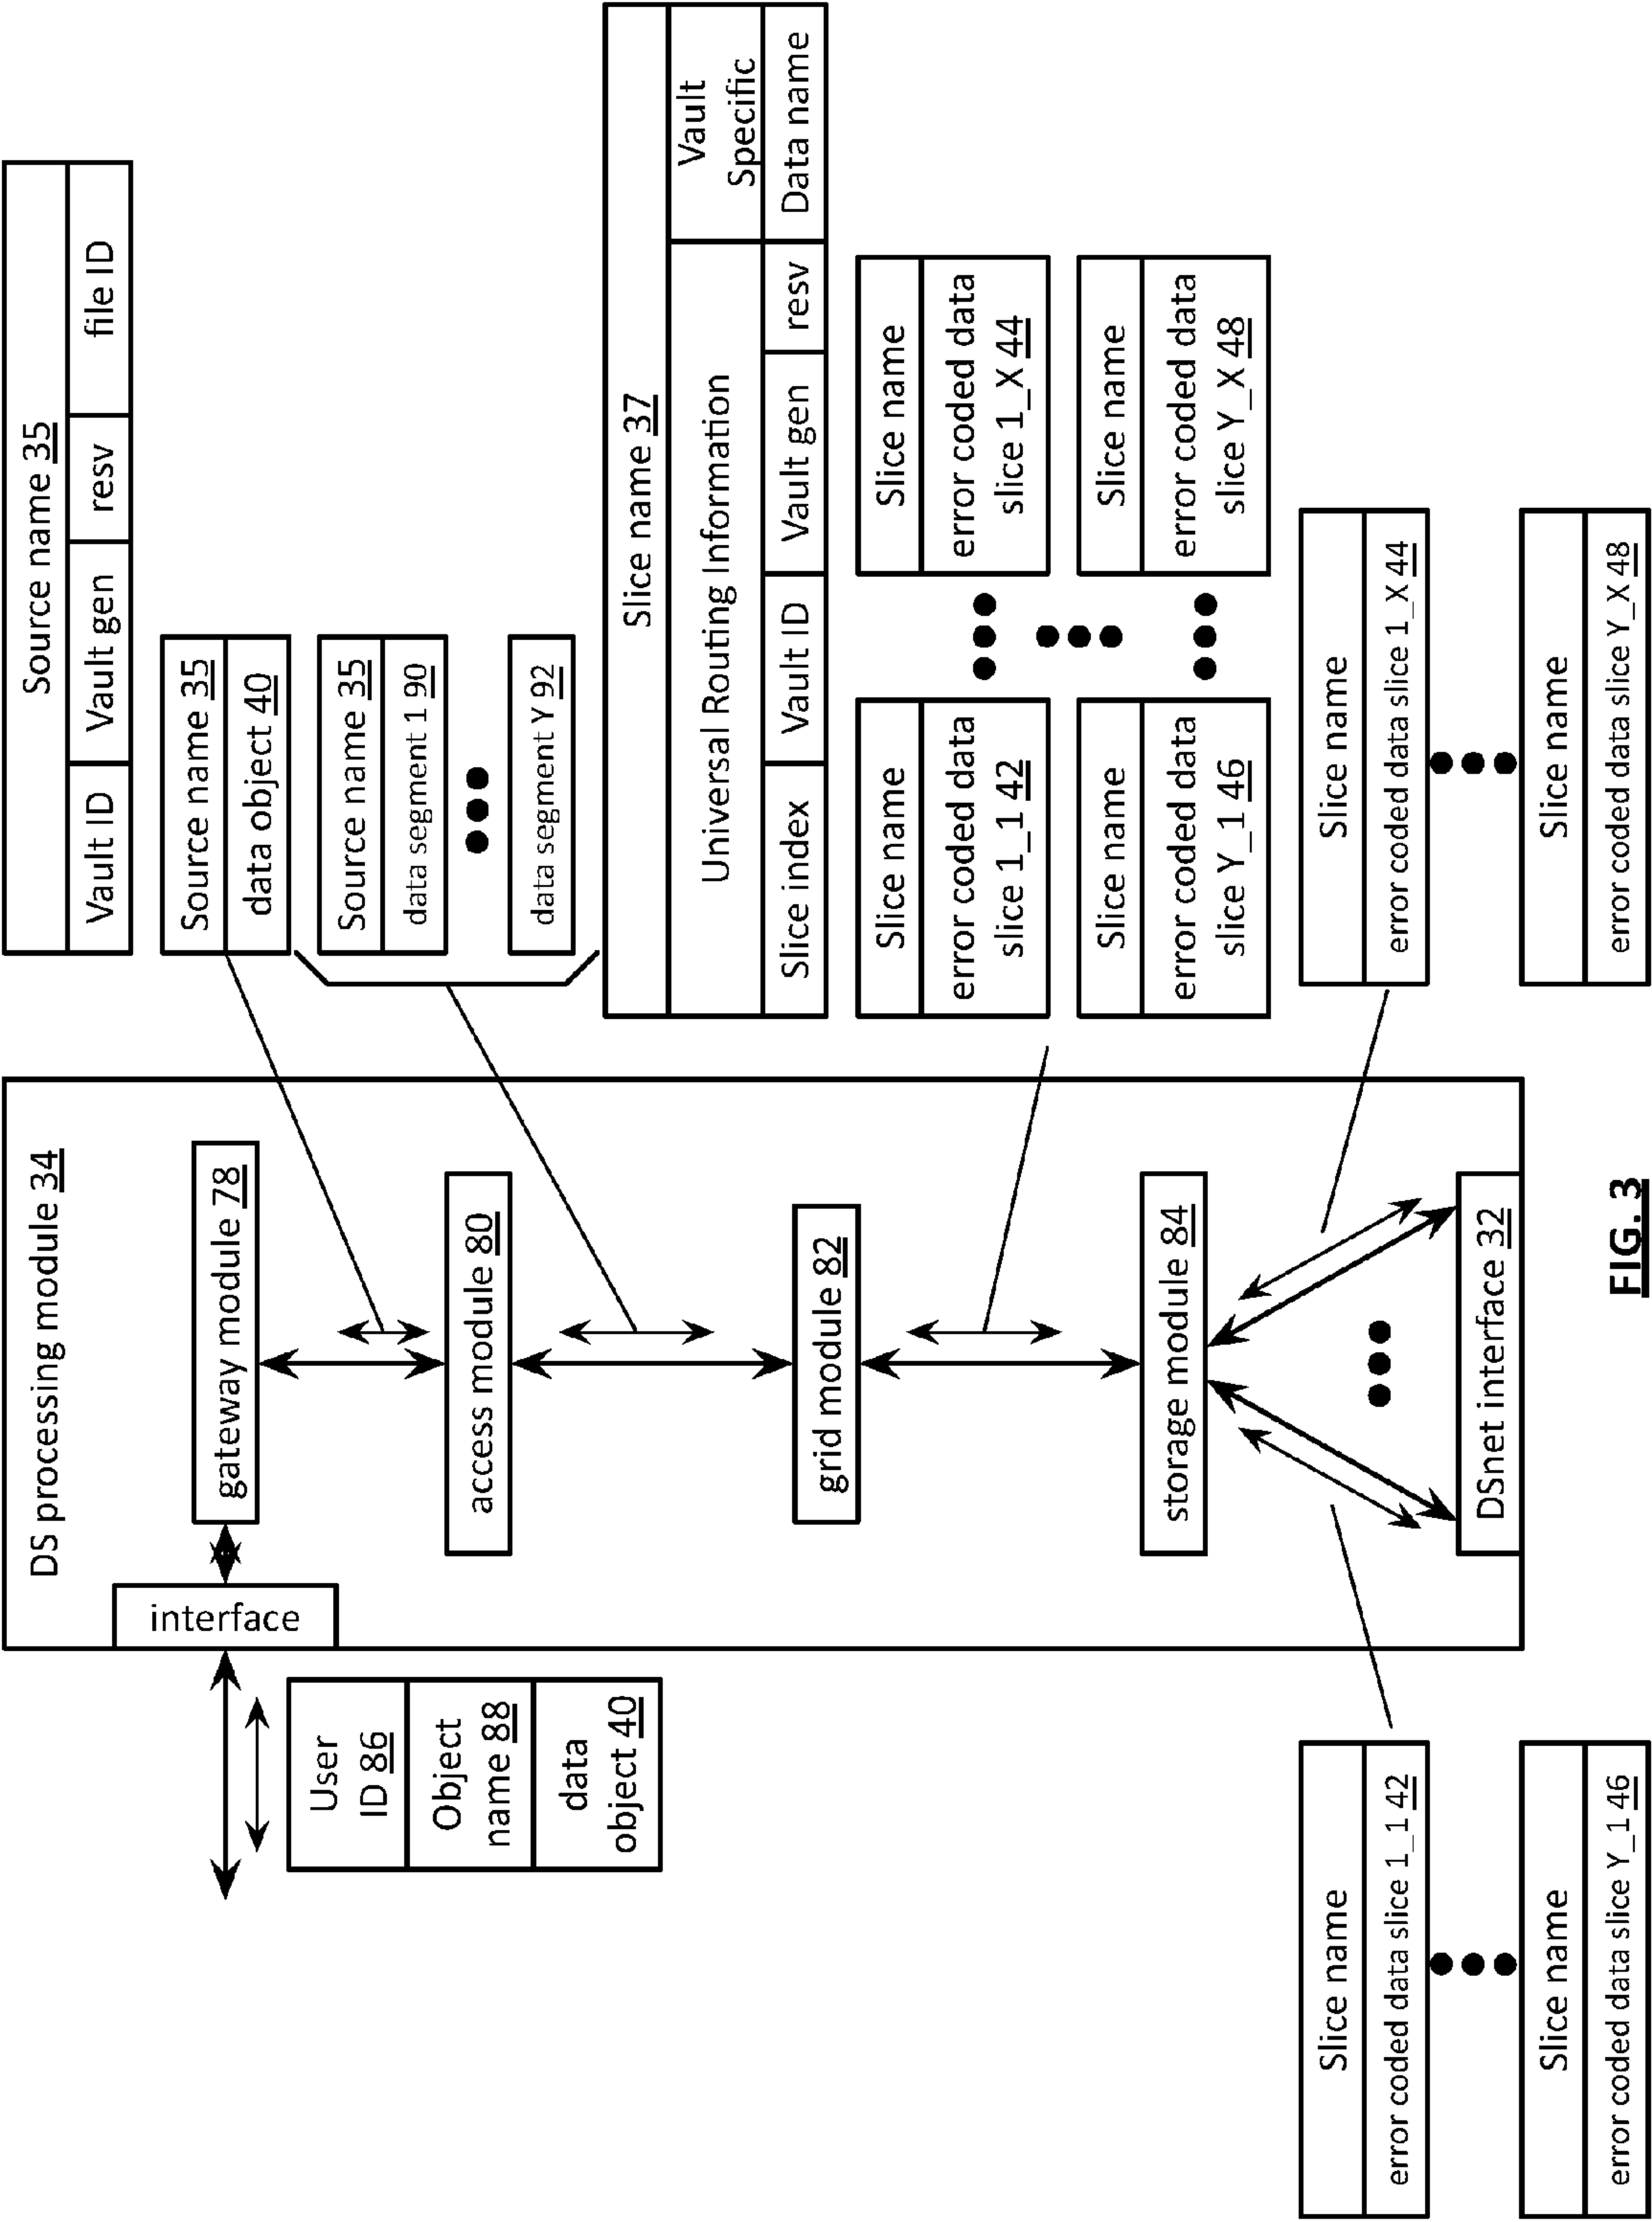 DS processing module 34
interface
gateway module 78
access module 80
grid module 82
storage module 84
DSnet interface 32
User
ID 86
Object
name 88
data
object 40
Source name 35
Vault ID
Vault gen
resv
file ID
Source name 35
data object 40
Source name 35
data segment 1 90
data segment Y 92
Slice name 37
Universal Routing Information
Vault
Specific
Slice index
Vault ID
Vault gen
resv
Data name
Slice name
error coded data
slice 1_1 42
Slice name
error coded data
slice 1_X 44
Slice name
error coded data
slice Y_1 46
Slice name
error coded data
slice Y_X 48
Slice name
error coded data slice 1_1 42
Slice name
error coded data slice Y_1 46
Slice name
error coded data slice 1_X 44
Slice name
error coded data slice Y_X 48
FIG. 3